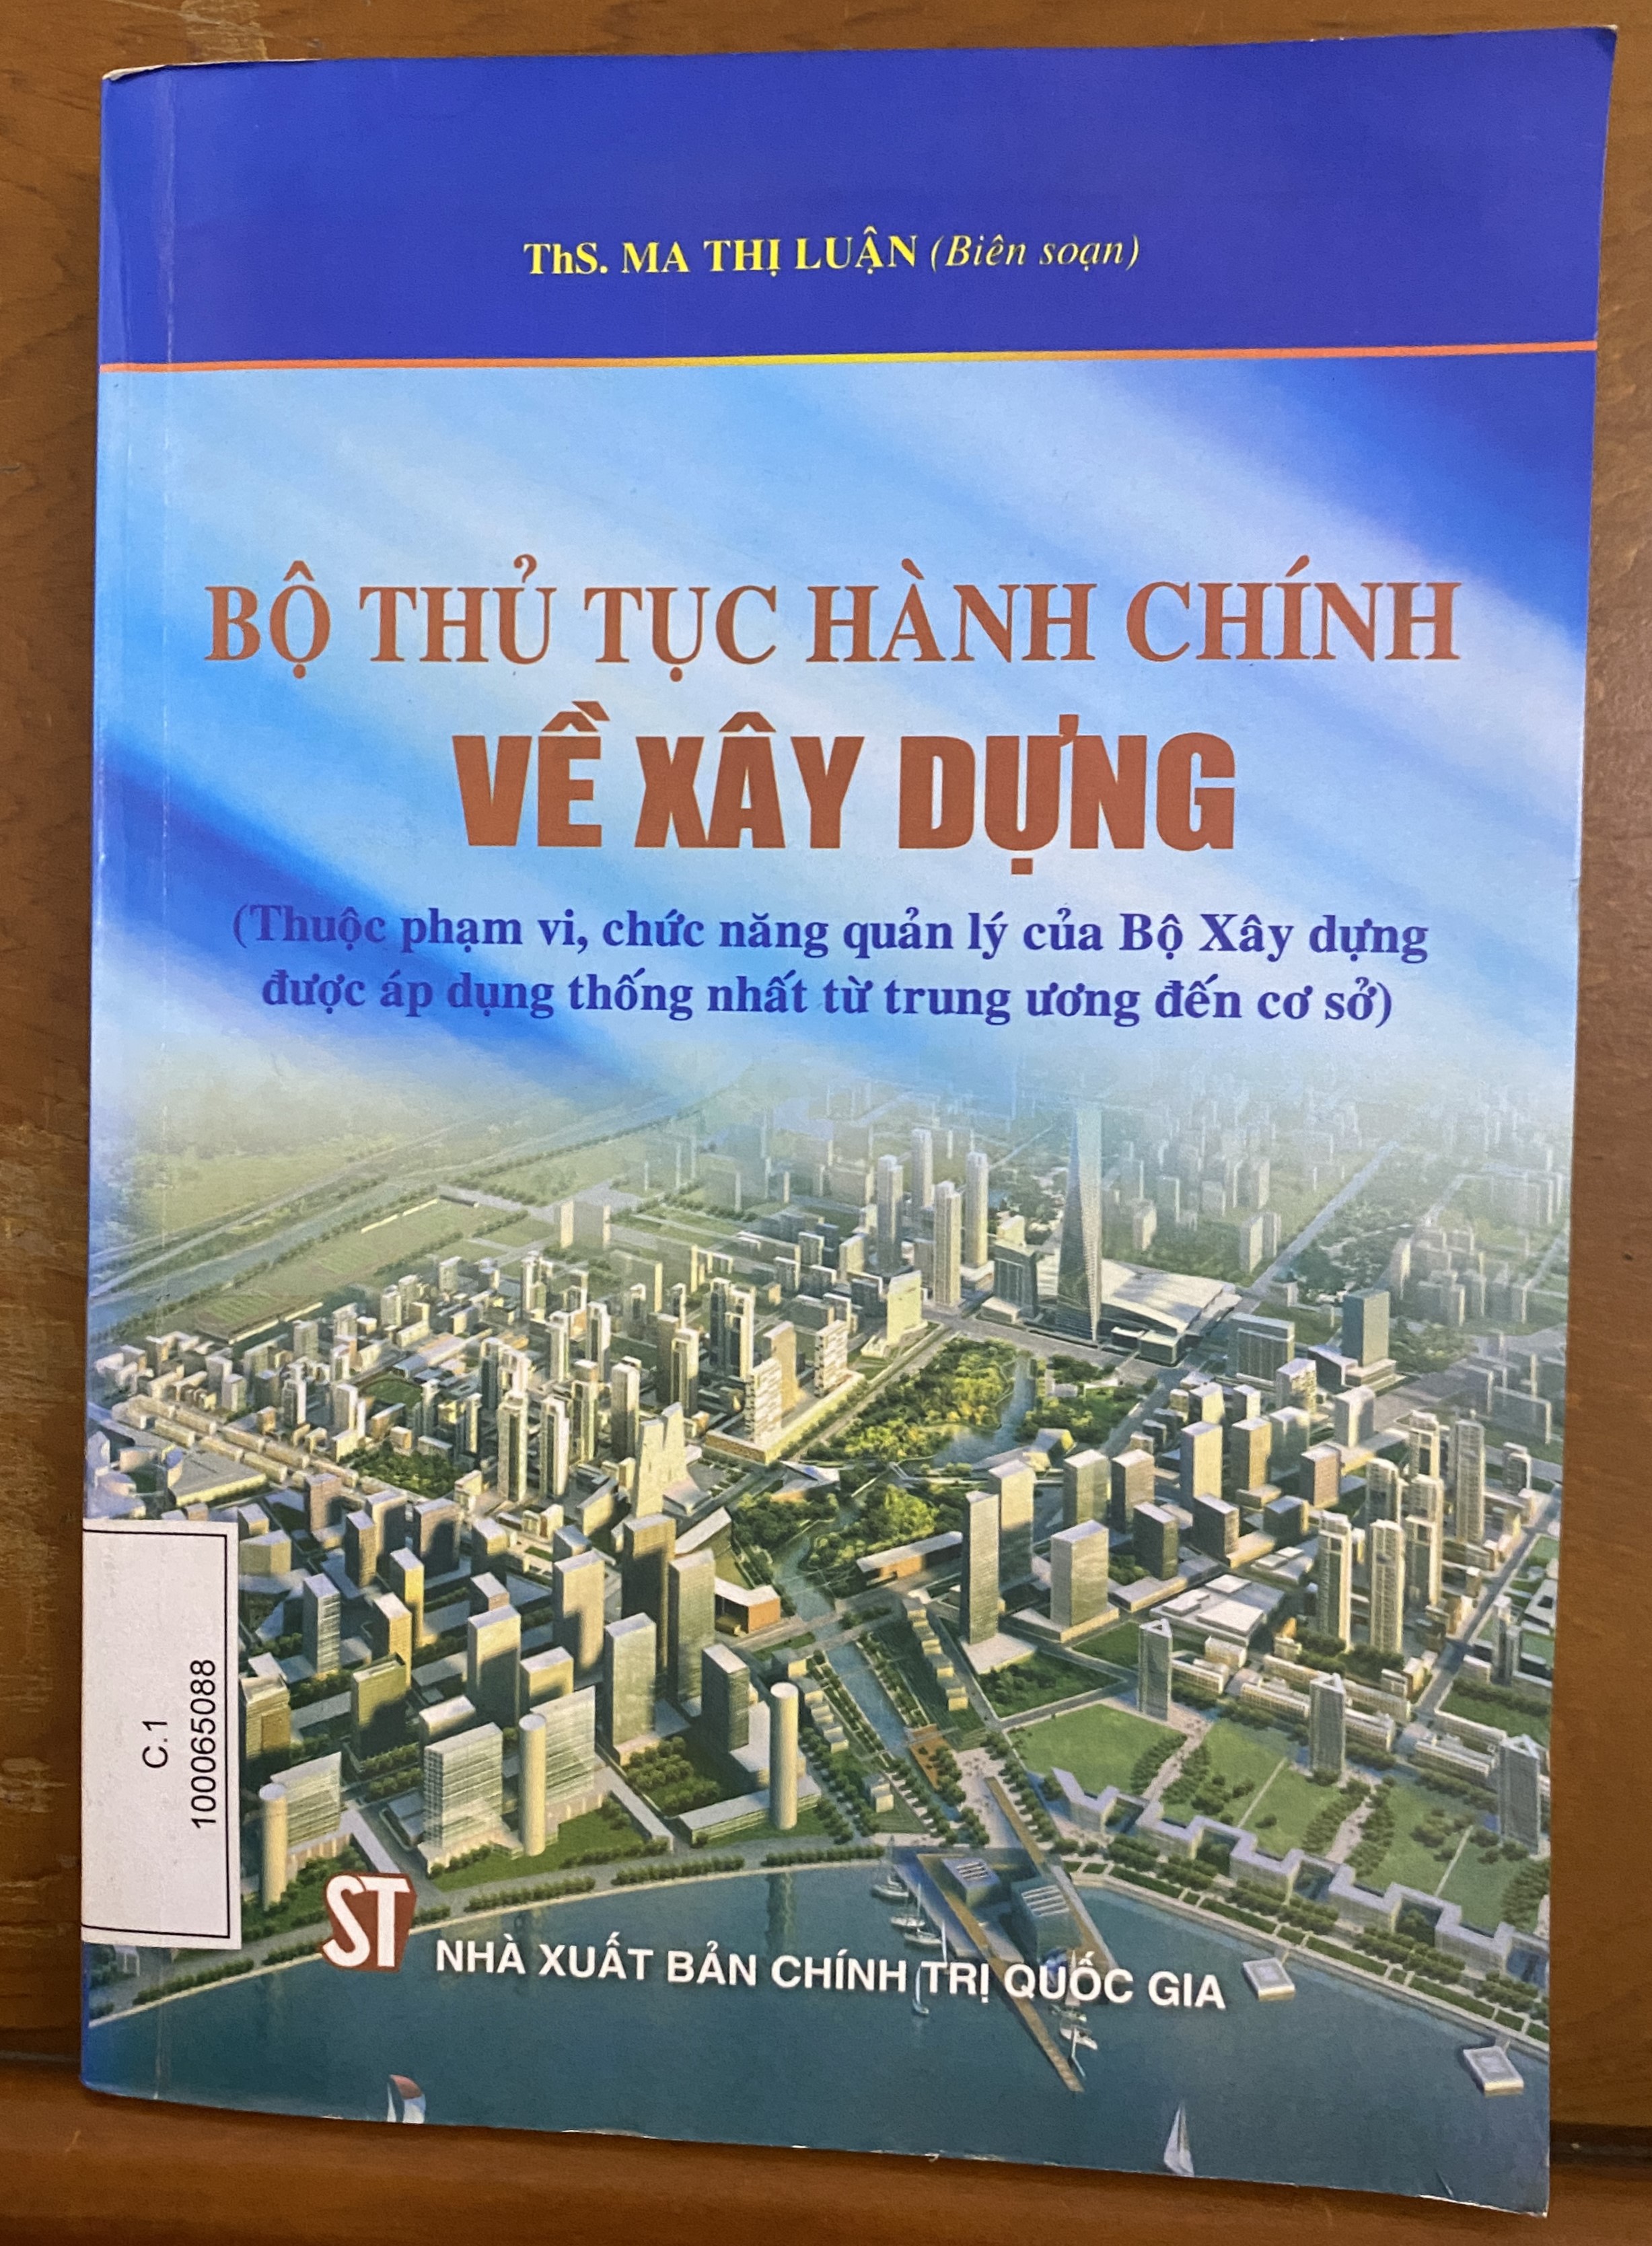 ThS. MA THỊ LUẬN (Biên soạn)
BỘ THỦ TỤC HÀNH CHÍNH
VỀ XÂY DỰNG
(Thuộc phạm vi, chức năng quản lý của Bộ Xây dựng
được áp dụng thống nhất từ trung ương đến cơ sở)
C.1
100065088
ST
NHÀ XUẤT BẢN CHÍNH TRỊ QUỐC GIA